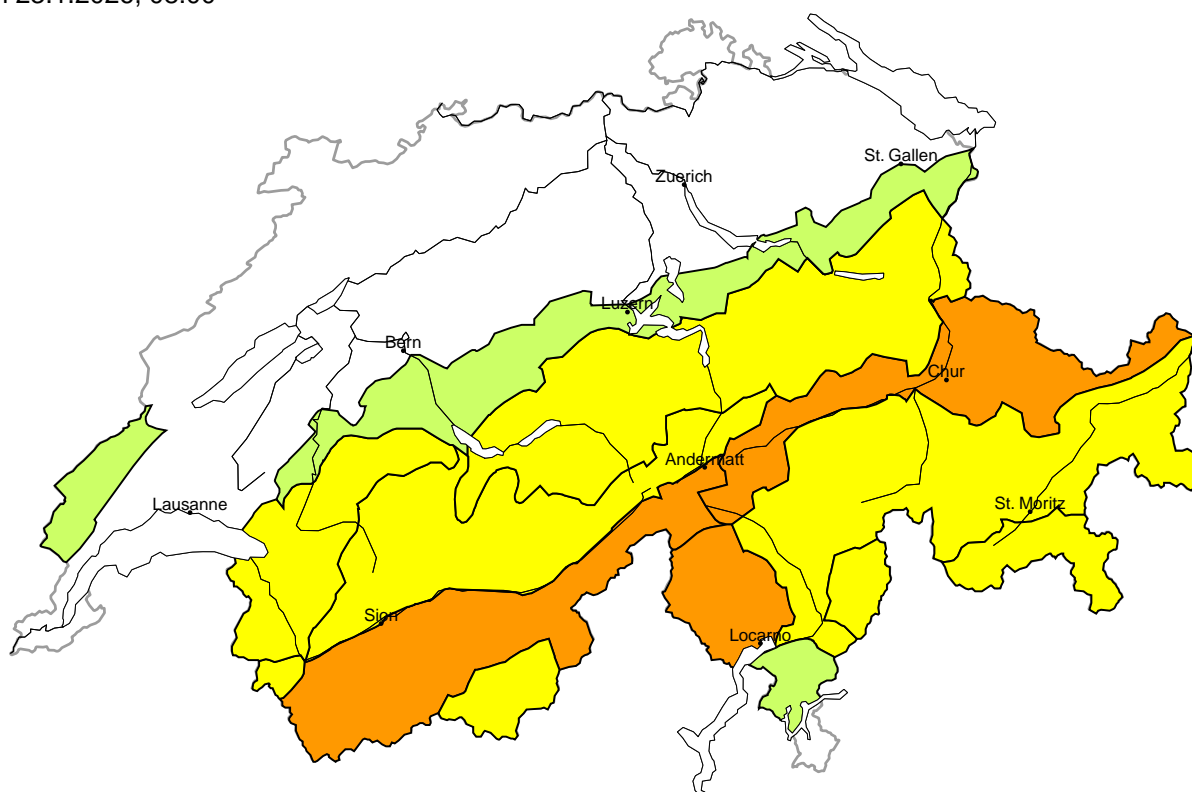 St. Gallen
Zuerich
Luzern
Bern
Chur
Andermatt
Lausanne
St. Moritz
Sion
Locarno